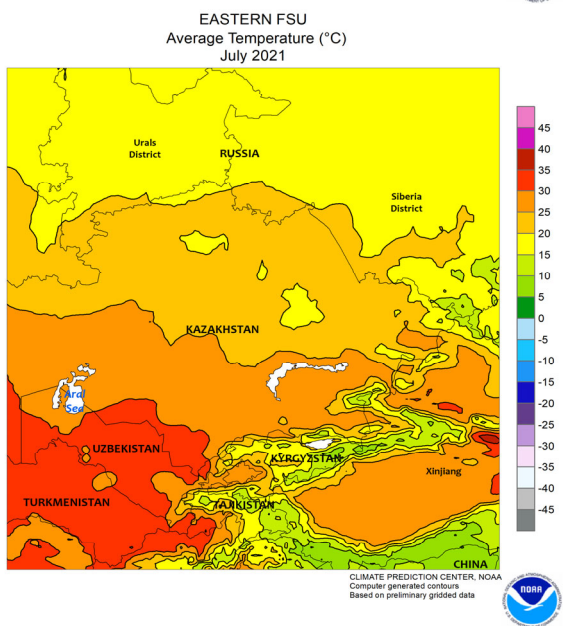 EASTERN FSU
Average Temperature (°C)
July 2021
Urals
District
RUSSIA
Siberia
District
KAZAKHSTAN
Aral
Sea
UZBEKISTAN
KYRGYZSTAN
Xinjiang
TURKMENISTAN
TAJIKISTAN
CHINA
45
40
35
30
25
20
15
10
5
0
-5
-10
-15
-20
-25
-30
-35
-40
-45
CLIMATE PREDICTION CENTER, NOAA
Computer generated contours
Based on preliminary gridded data
NOAA